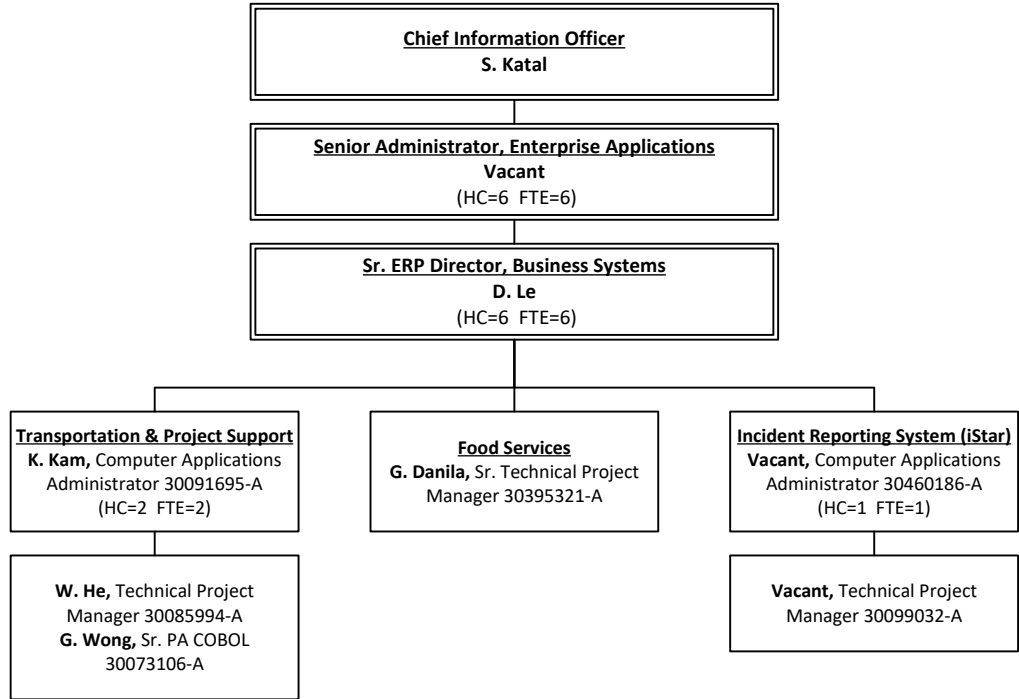 Chief Information Officer
S. Katal
Senior Administrator, Enterprise Applications
Vacant
(HC=6 FTE=6)
Sr. ERP Director, Business Systems
D. Le
(HC=6 FTE=6)
Transportation & Project Support
K. Kam, Computer Applications
Administrator 30091695-A
(HC=2 FTE=2)
Food Services
G. Danila, Sr. Technical Project
Manager 30395321-A
Incident Reporting System (iStar)
Vacant, Computer Applications
Administrator 30460186-A
(HC=1 FTE=1)
W. He, Technical Project
Manager 30085994-A
G. Wong, Sr. PA COBOL
30073106-A
Vacant, Technical Project
Manager 30099032-A